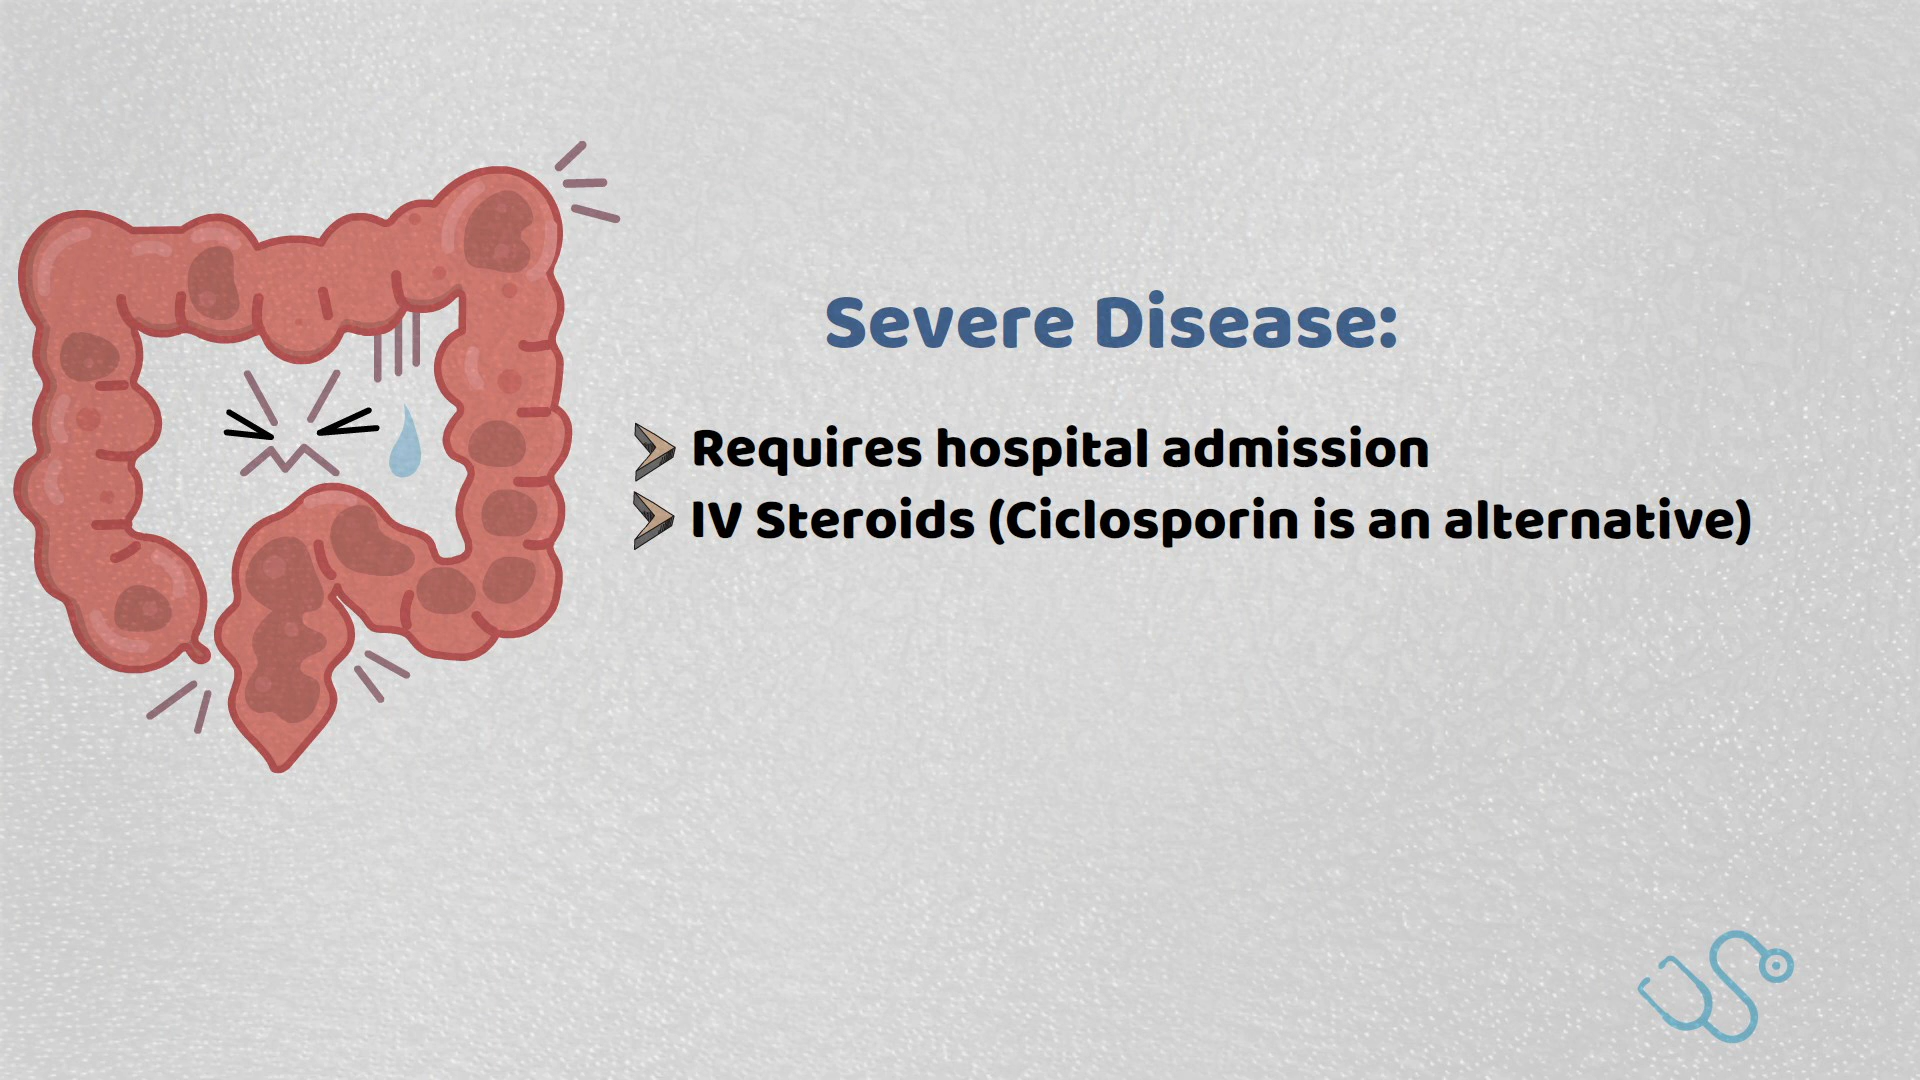 Severe Disease:
Requires hospital admission
IV Steroids (Ciclosporin is an alternative)